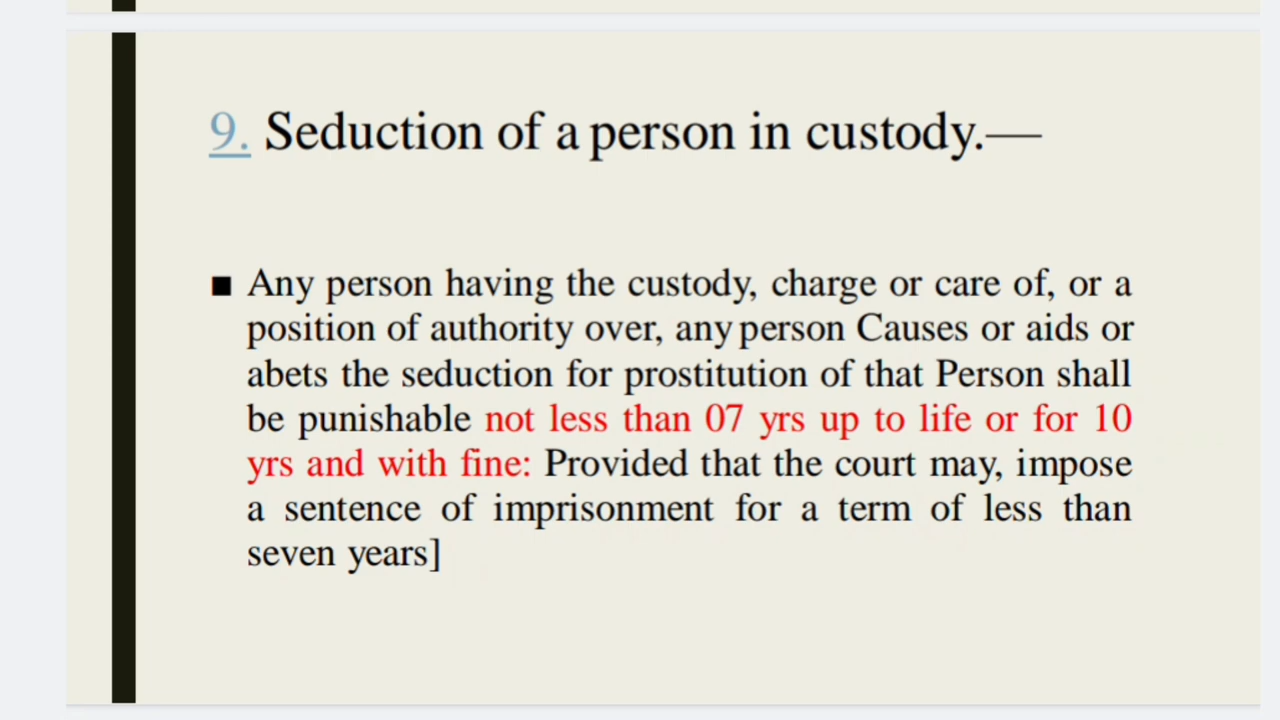 9. Seduction of a person in custody.—
■ Any person having the custody, charge or care of, or a
position of authority over, any person Causes or aids or
abets the seduction for prostitution of that Person shall
be punishable not less than 07 yrs up to life or for 10
yrs and with fine: Provided that the court may, impose
a sentence of imprisonment for a term of less than
seven years]